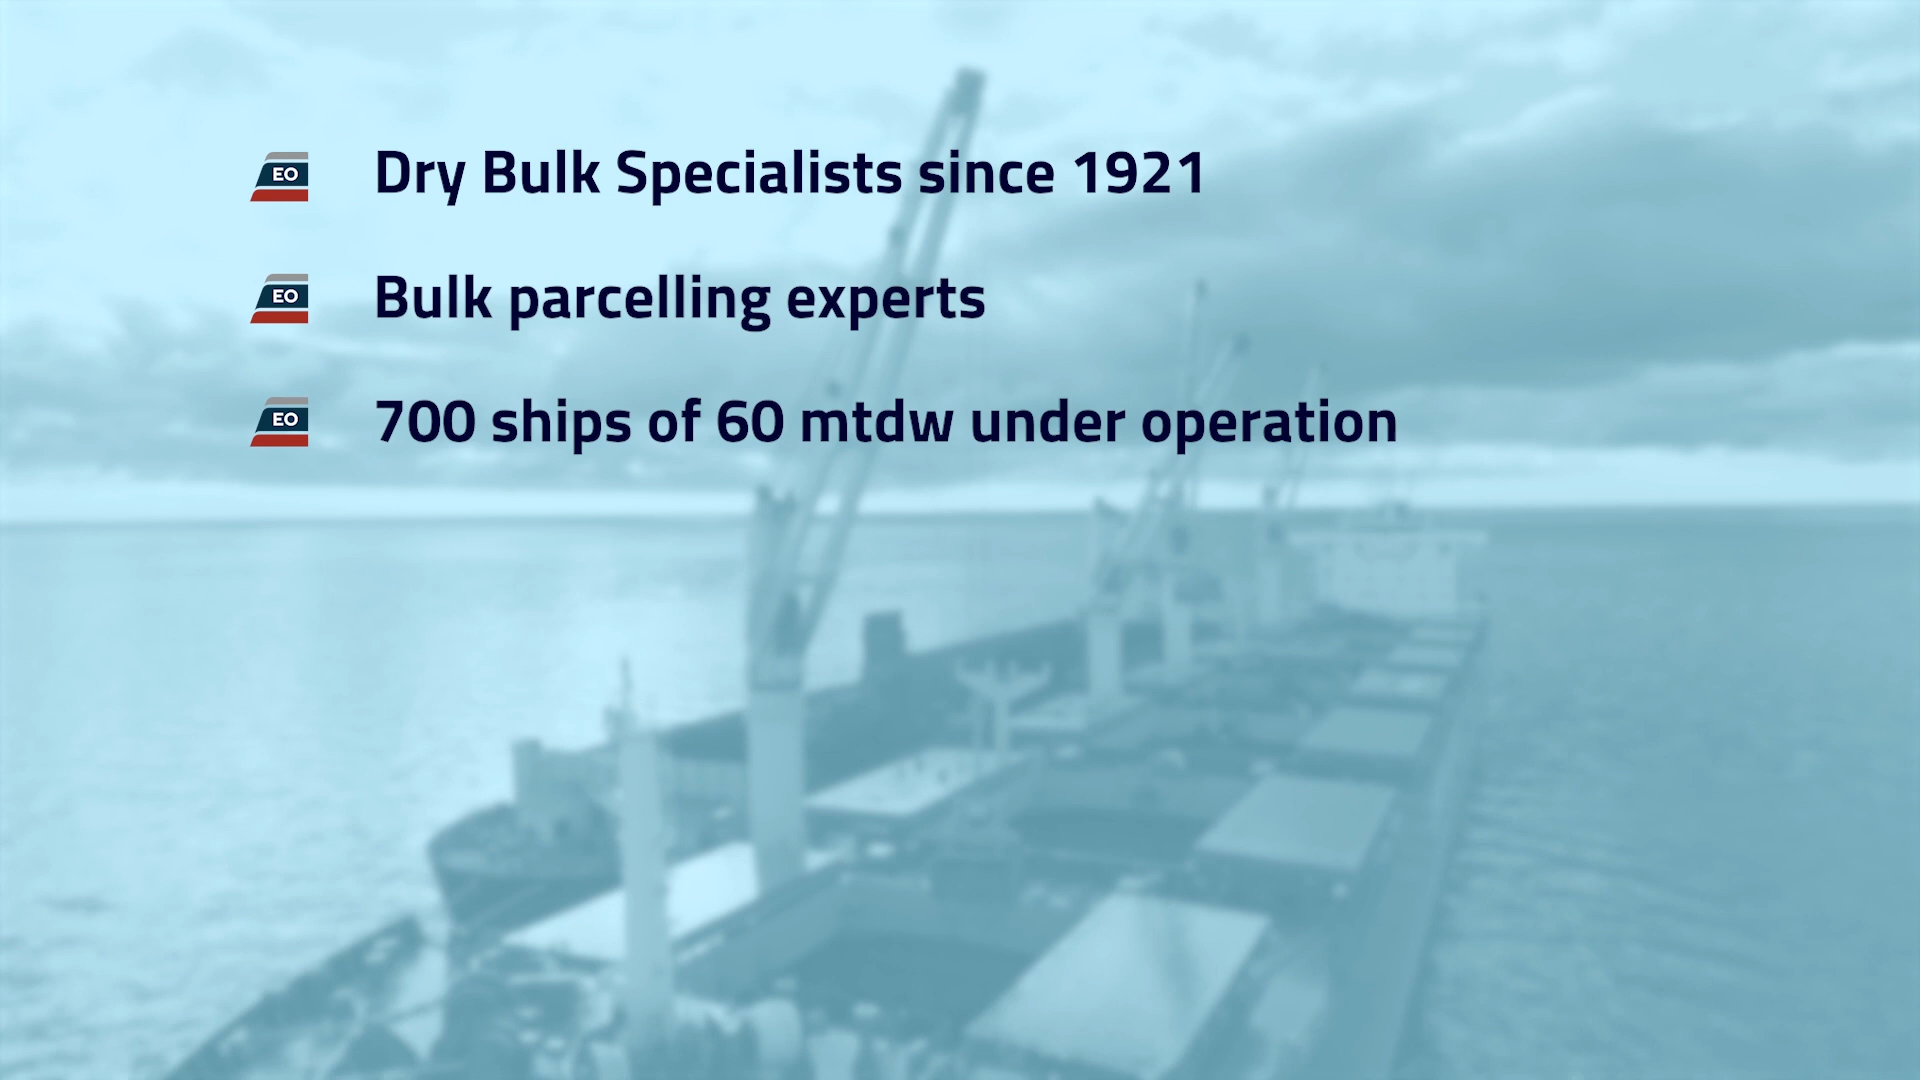 EO Dry Bulk Specialists since 1921
EO Bulk parcelling experts
EO 700 ships of 60 mtdw under operation